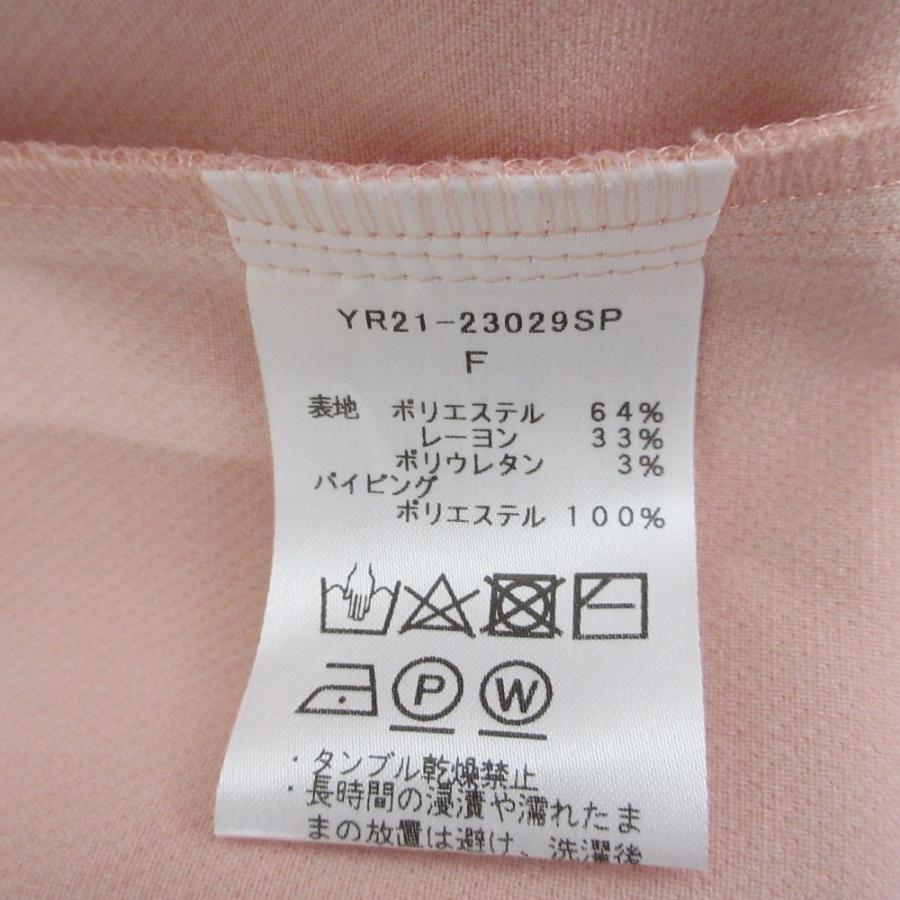 YR21-23029SP
F
表地 ポリエステル 64%
レーヨン 33%
ポリウレタン 3%
パイピング
ポリエステル 100%
P W
・タンブル乾燥禁止
・長時間の浸漬や濡れたま
まの放置は避け、洗濯後